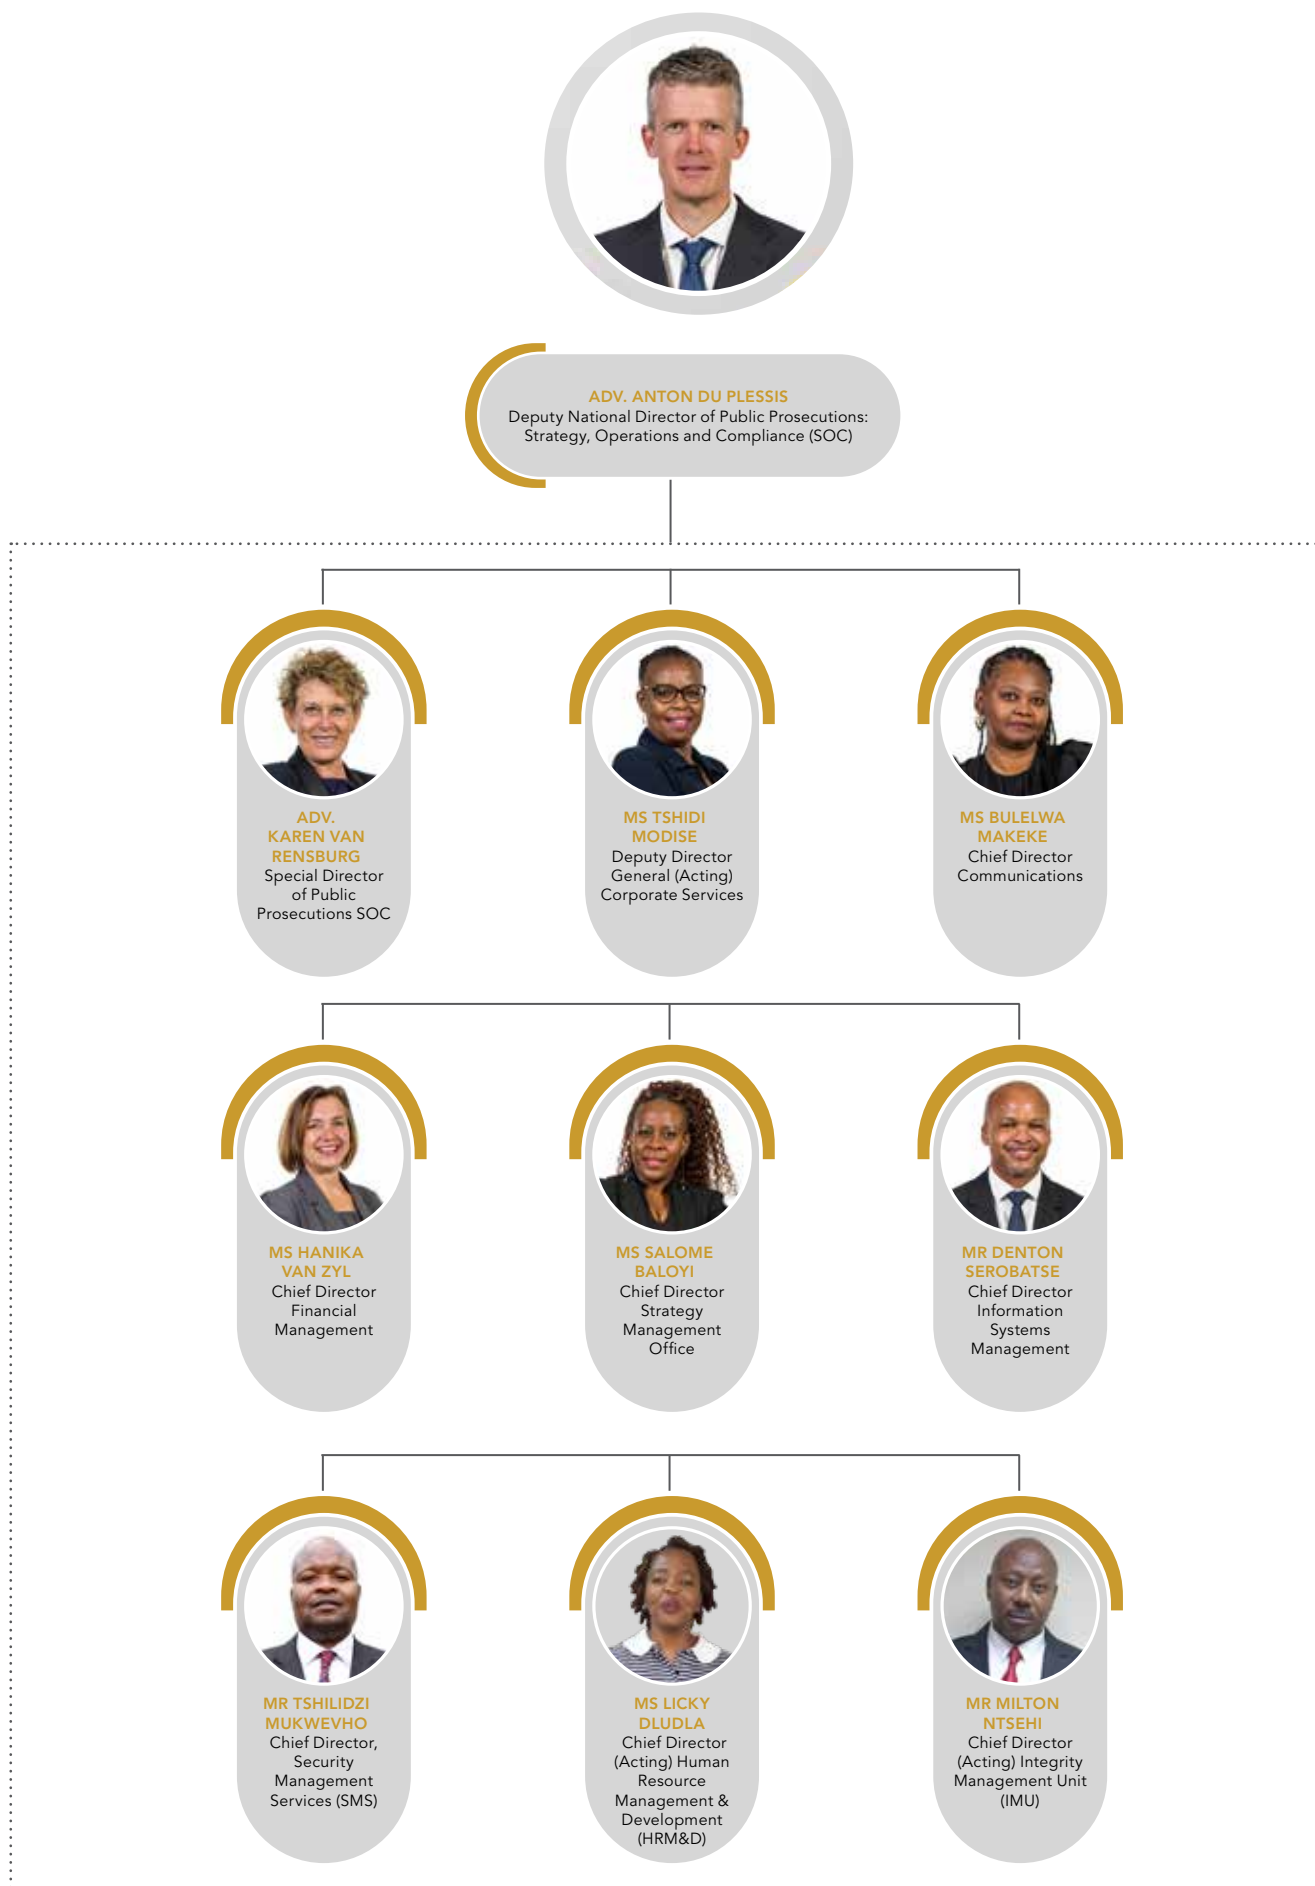 ADV. ANTON DU PLESSIS
Deputy National Director of Public Prosecutions:
Strategy, Operations and Compliance (SOC)
ADV.
KAREN VAN
RENSBURG
Special Director
of Public
Prosecutions SOC
MS TSHIDI
MODISE
Deputy Director
General (Acting)
Corporate Services
MS BULELWA
MAKEKE
Chief Director
Communications
MS HANIKA
VAN ZYL
Chief Director
Financial
Management
MS SALOME
BALOYI
Chief Director
Strategy
Management
Office
MR DENTON
SEROBATSE
Chief Director
Information
Systems
Management
MR TSHILIDZI
MUKWEVHO
Chief Director,
Security
Management
Services (SMS)
MS LICKY
DLUDLA
Chief Director
(Acting) Human
Resource
Management &
Development
(HRM&D)
MR MILTON
NTSEHI
Chief Director
(Acting) Integrity
Management Unit
(IMU)